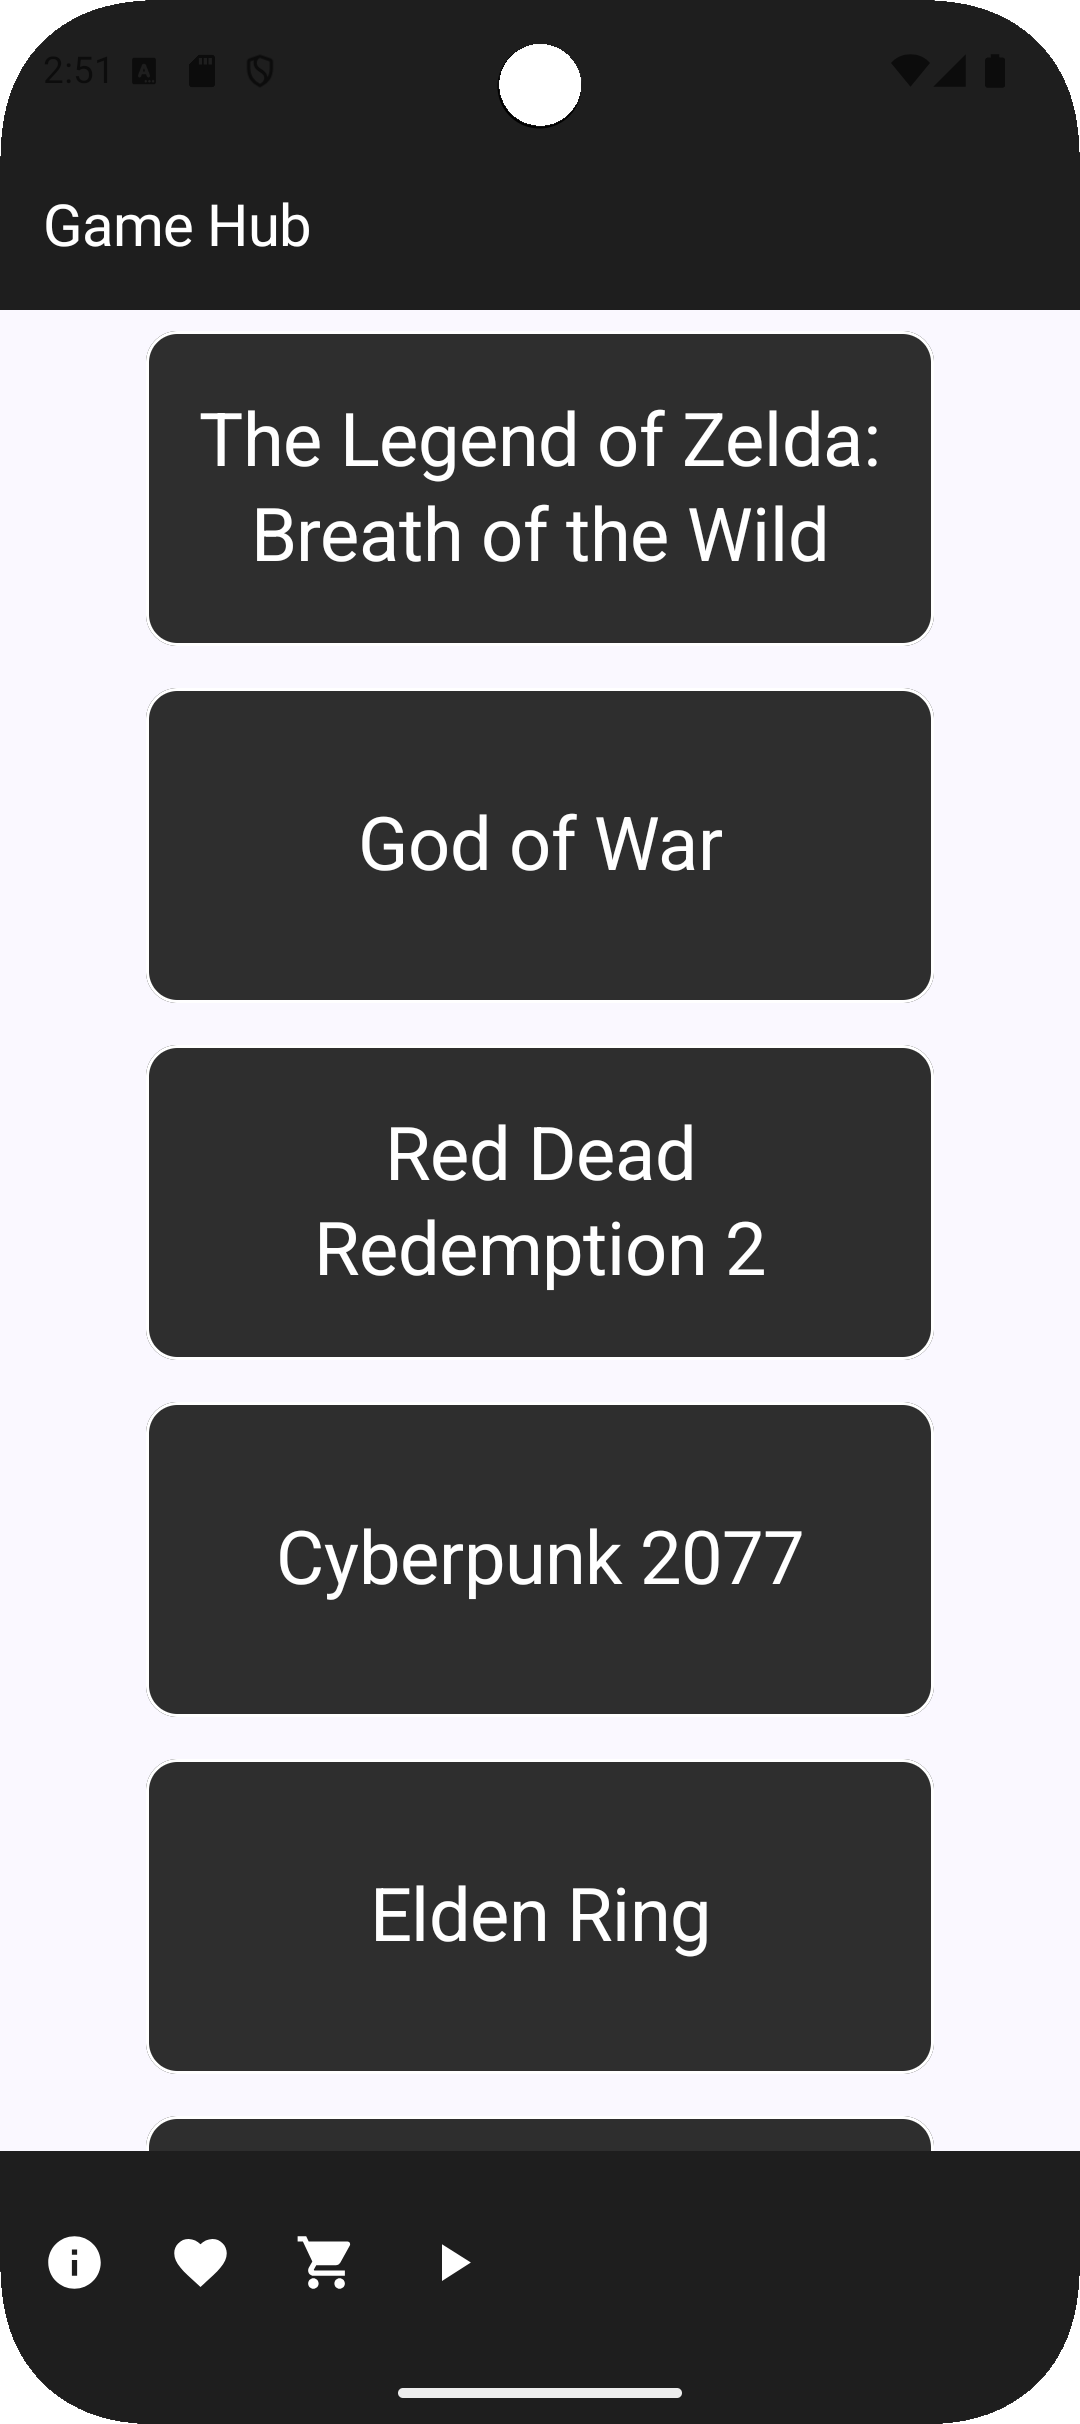 2:51
Game Hub
The Legend of Zelda:
Breath of the Wild
God of War
Red Dead
Redemption 2
Cyberpunk 2077
Elden Ring